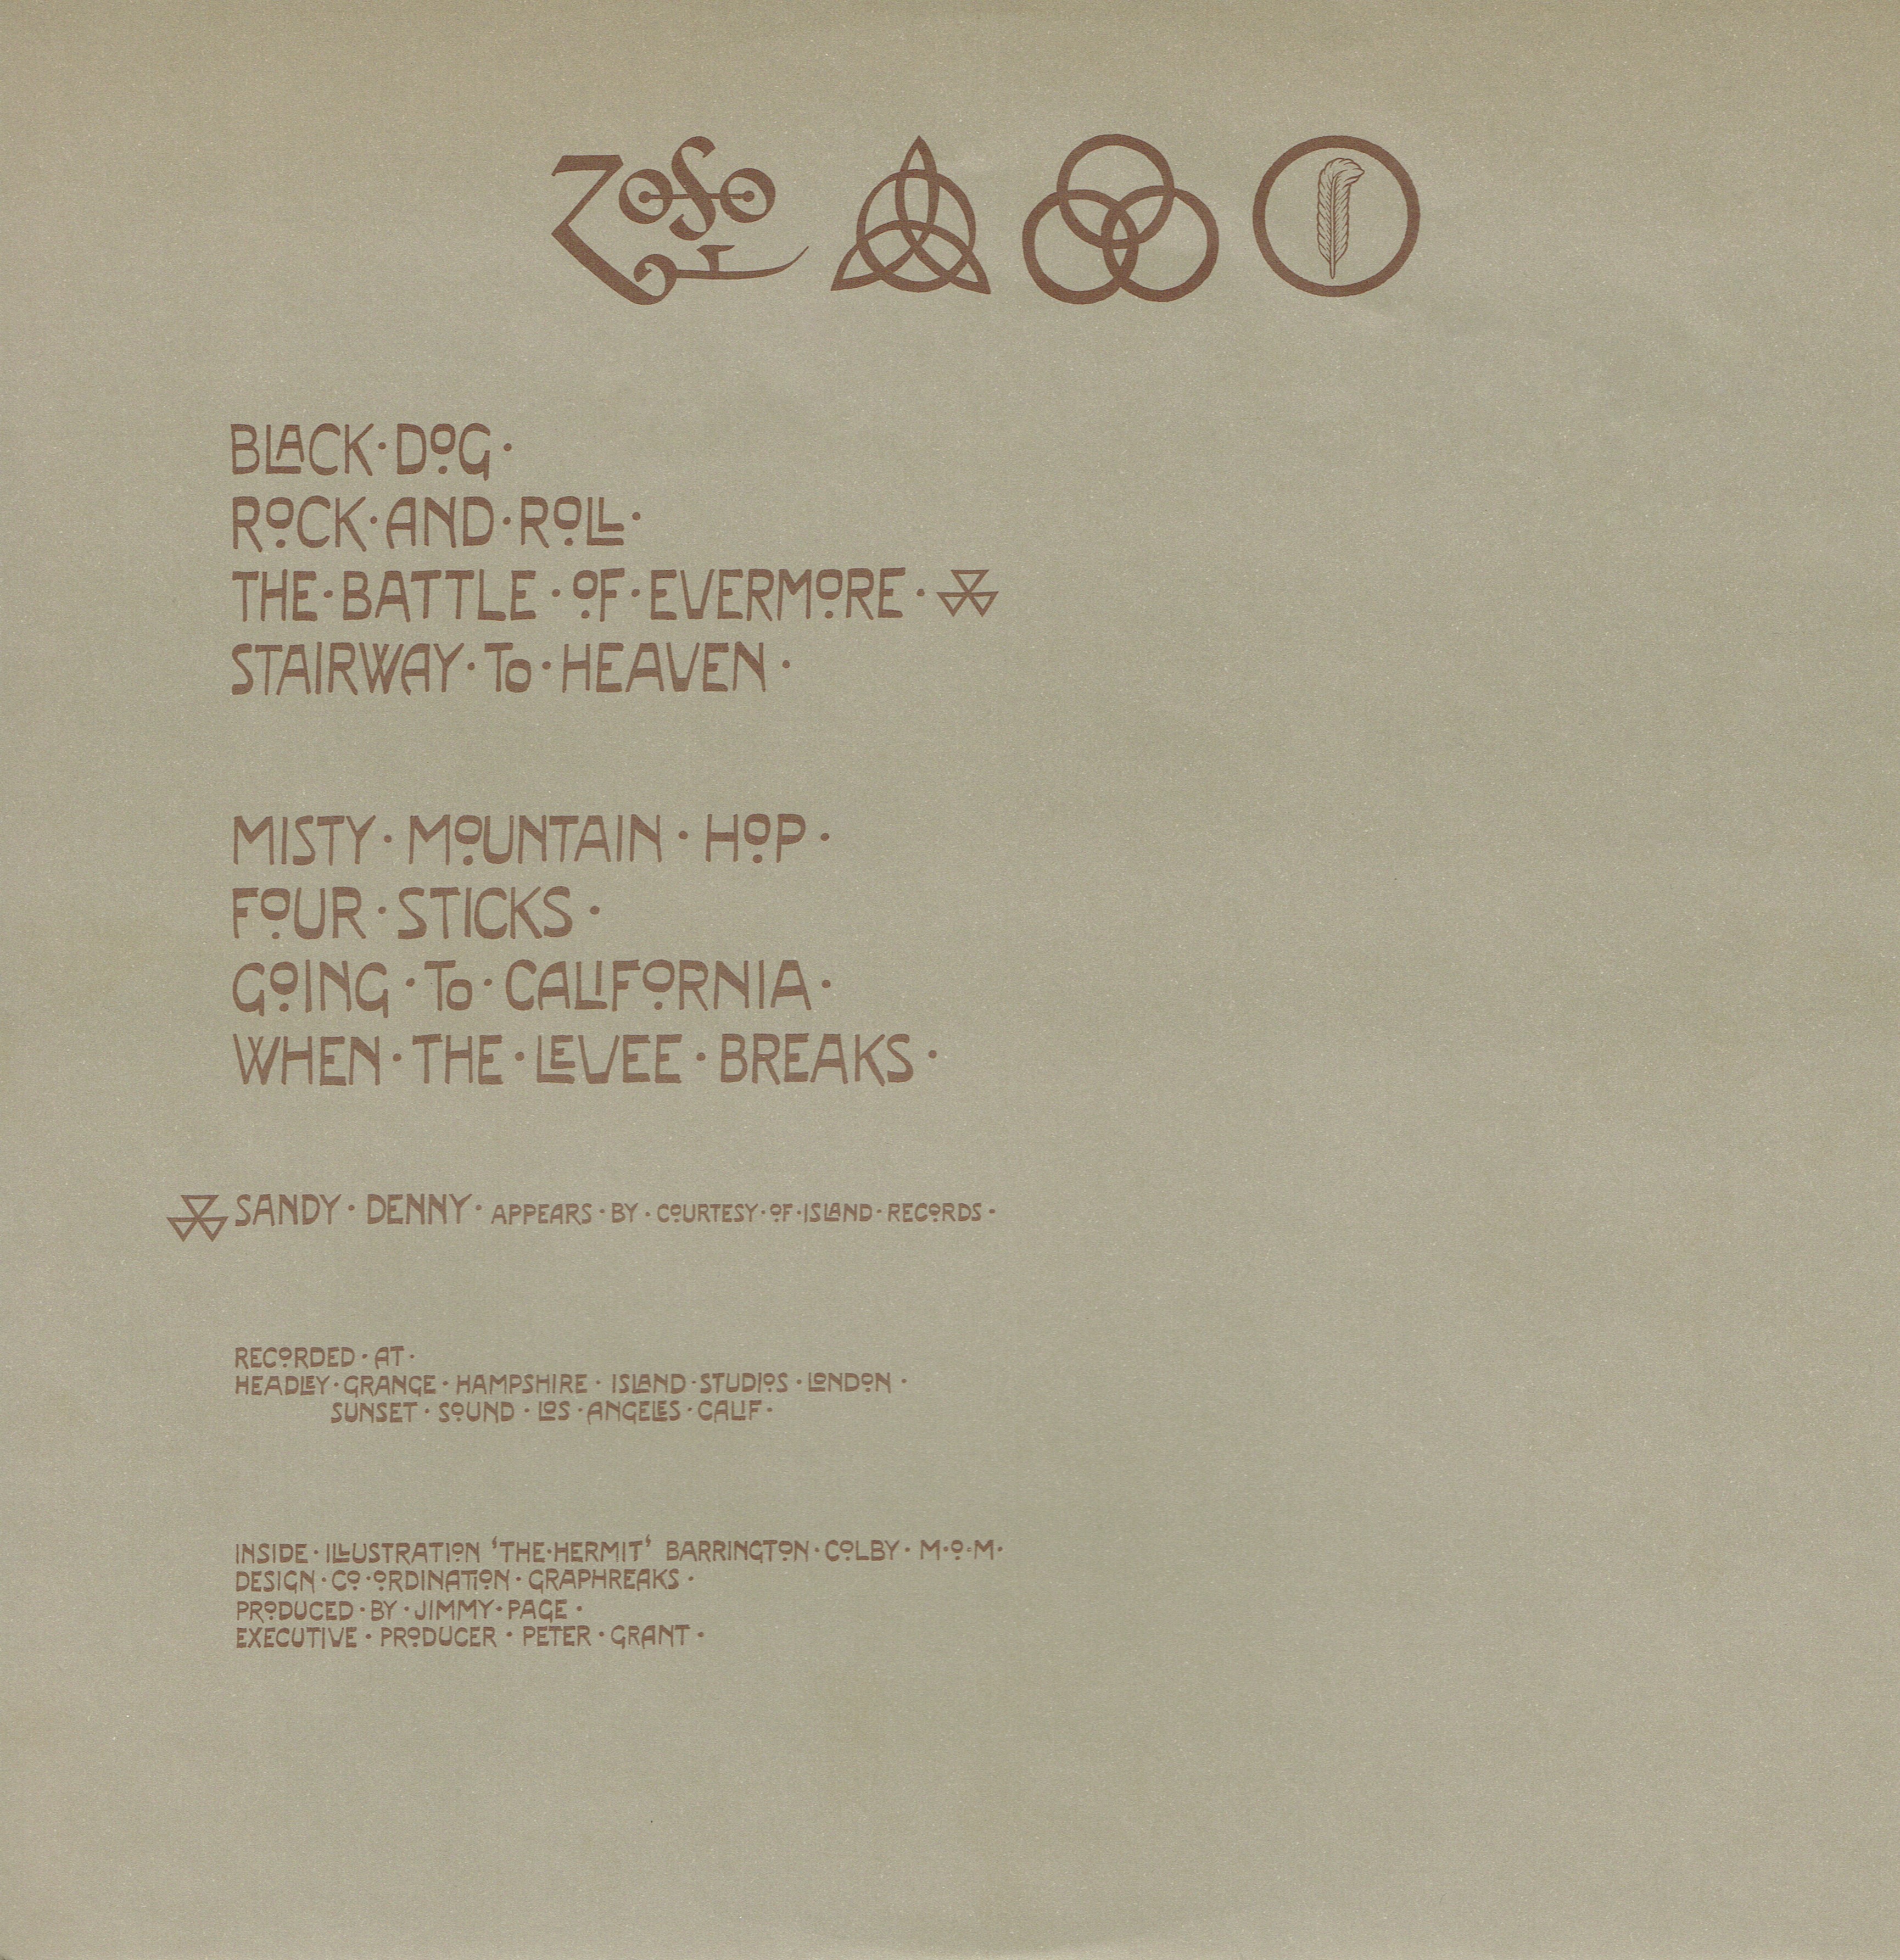 ZOSO
BLACK·DOG·
ROCK·AND·ROLL·
THE·BATTLE·OF·EVERMORE·
STAIRWAY·TO·HEAVEN·
MISTY·MOUNTAIN·HOP·
FOUR·STICKS·
GOING·TO·CALIFORNIA·
WHEN·THE·LEVEE·BREAKS·
SANDY·DENNY·APPEARS·BY·COURTESY·OF·ISLAND·RECORDS·
RECORDED·AT·
HEADLEY·GRANGE·HAMPSHIRE·ISLAND·STUDIOS·LONDON·
SUNSET·SOUND·LOS·ANGELES·CALIF·
INSIDE·ILLUSTRATION 'THE·HERMIT' BARRINGTON·COLBY·M·O·M·
DESIGN·CO·ORDINATION·GRAPHREAKS·
PRODUCED·BY·JIMMY·PAGE·
EXECUTIVE·PRODUCER·PETER·GRANT·